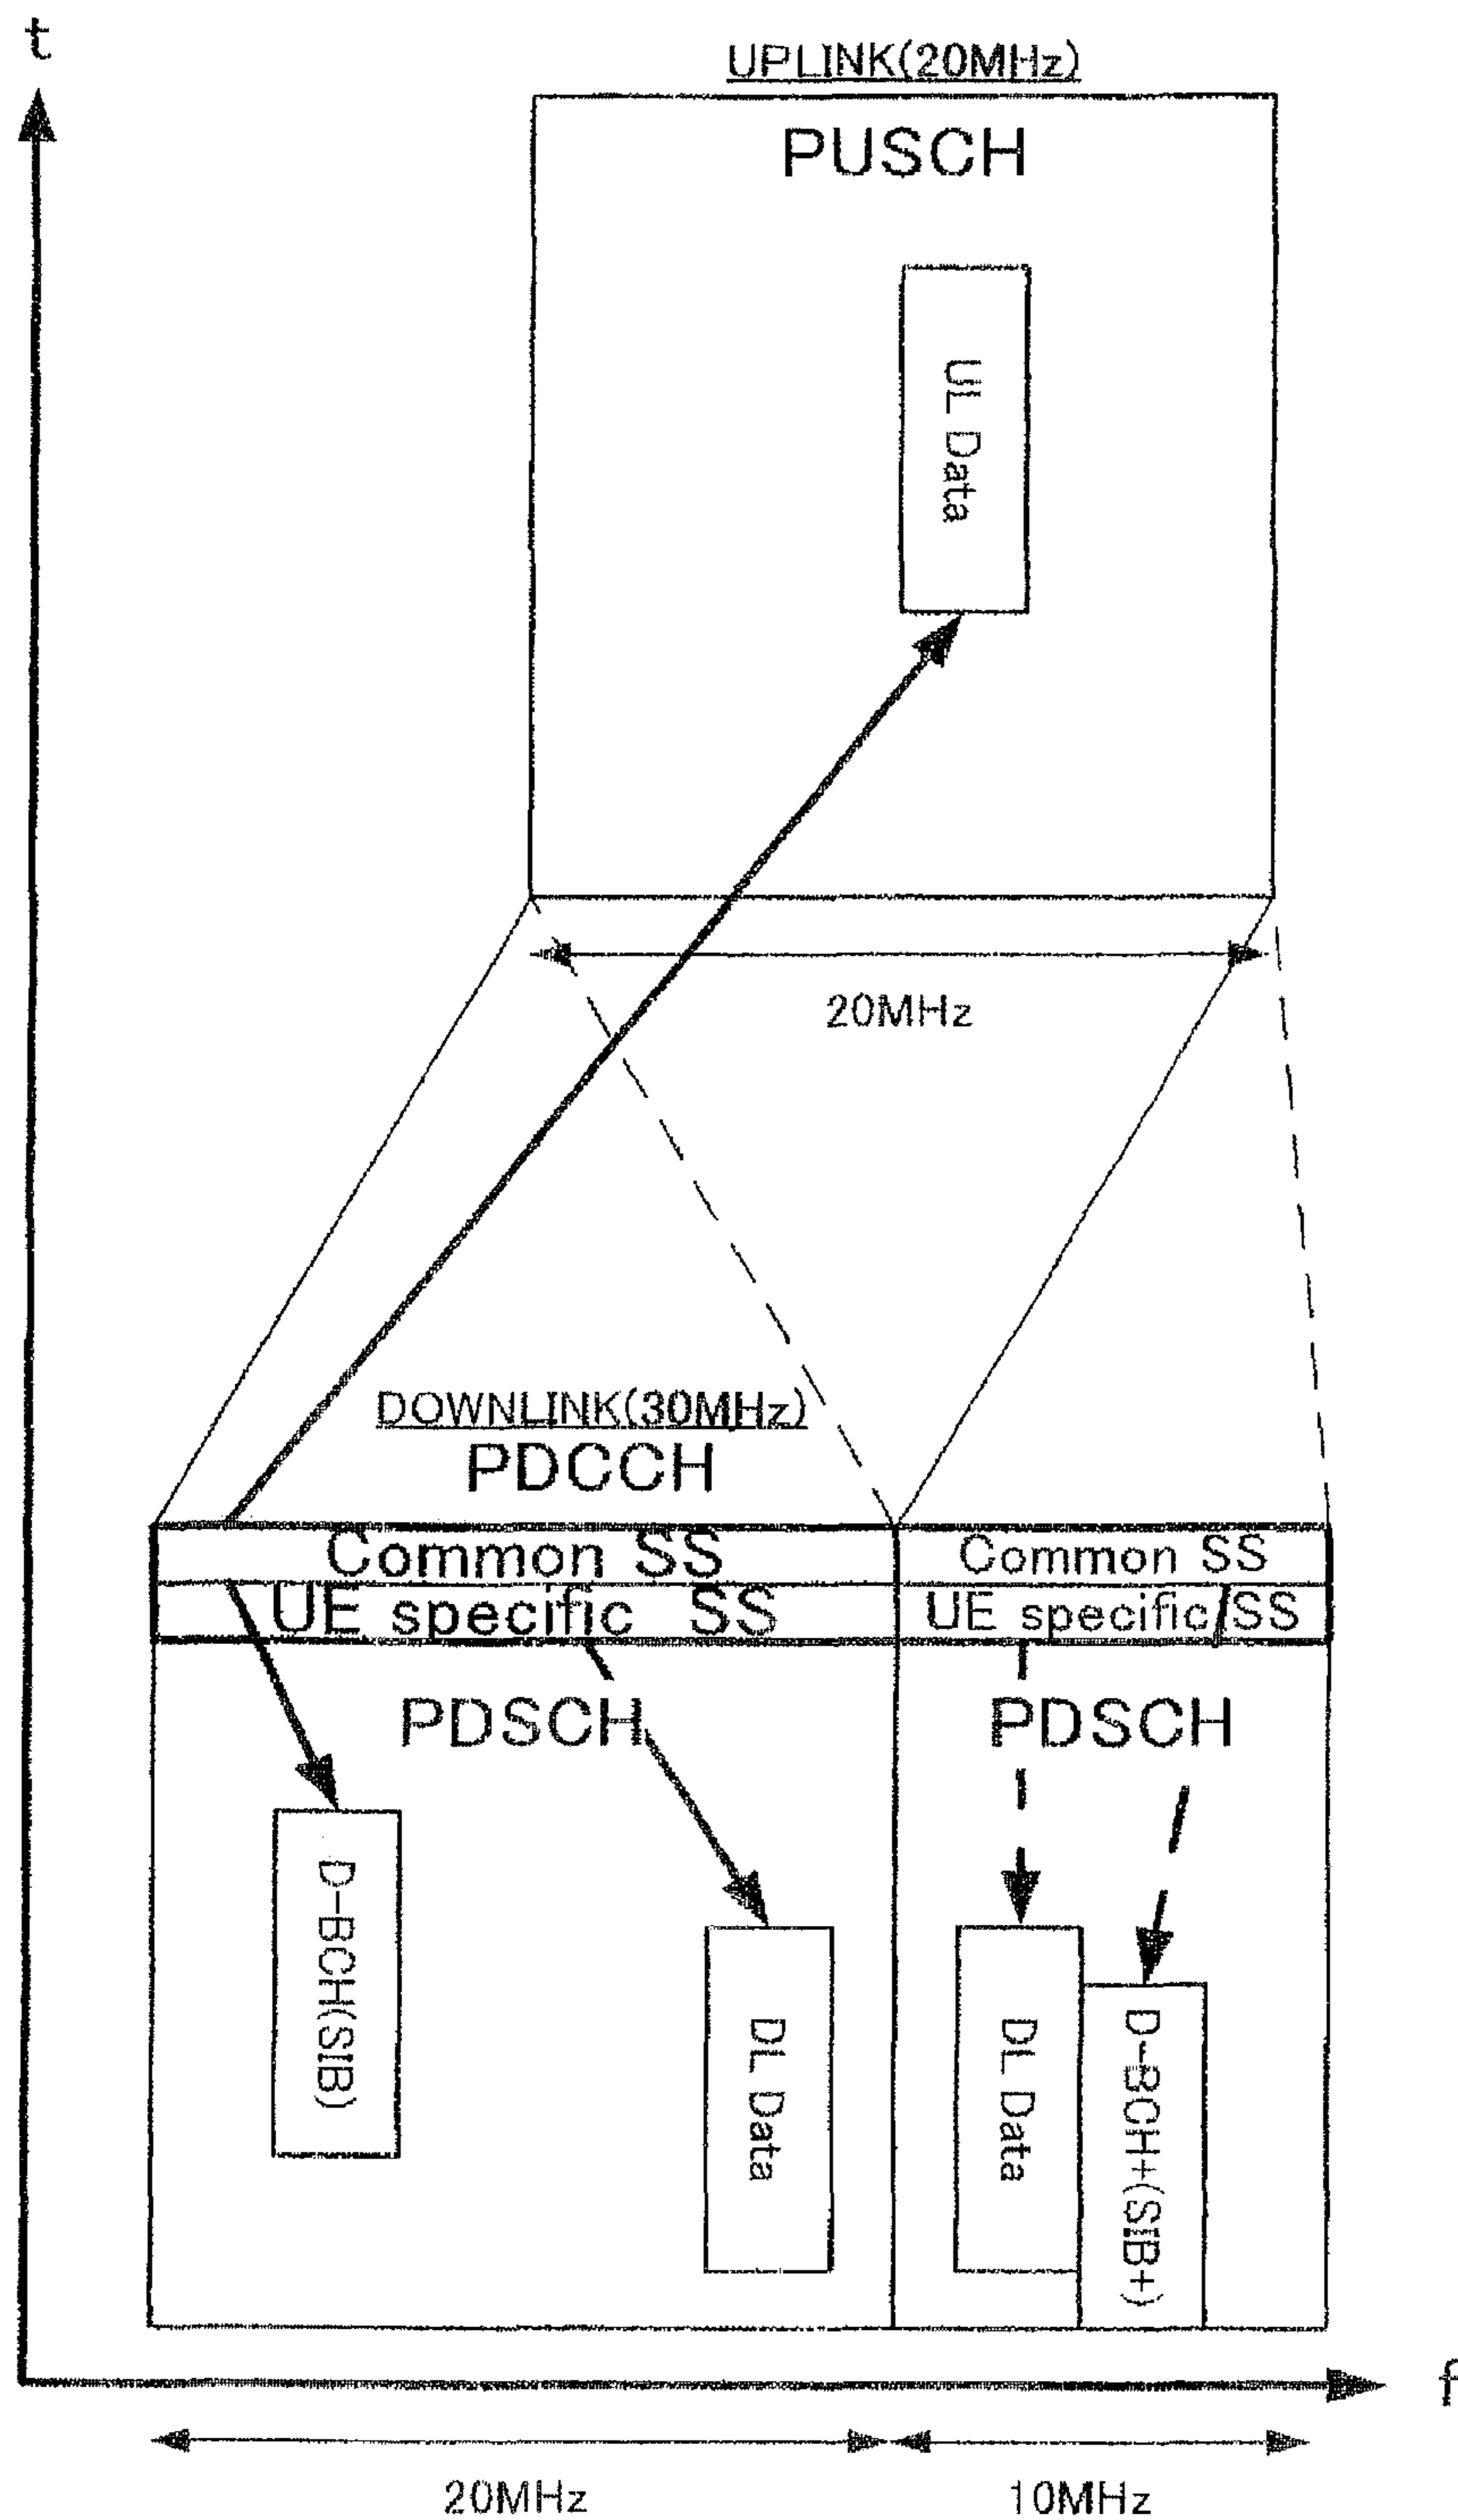 t
UPLINK(20MHz)
PUSCH
UL Data
20MHz
DOWNLINK(30MHz)
PDCCH
Common SS
Common SS
UE specific SS
UE specific SS
PDSCH
PDSCH
D-BCH(SIB)
DL Data
DL Data
D-BCH+(SIB+)
f
20MHz
10MHz